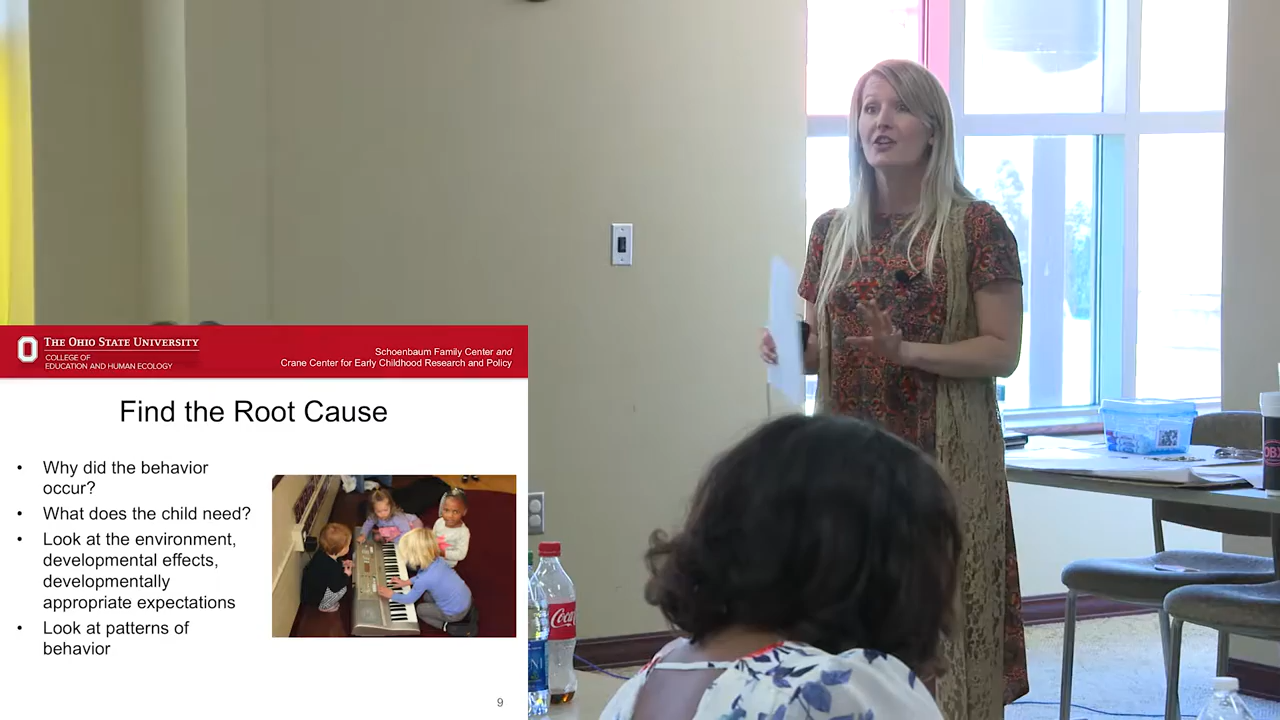 THE OHIO STATE UNIVERSITY
COLLEGE OF
EDUCATION AND HUMAN ECOLOGY
Schoenbaum Family Center and
Crane Center for Early Childhood Research and Policy
Find the Root Cause
• Why did the behavior
occur?
• What does the child need?
• Look at the environment,
developmental effects,
developmentally
appropriate expectations
• Look at patterns of
behavior
9